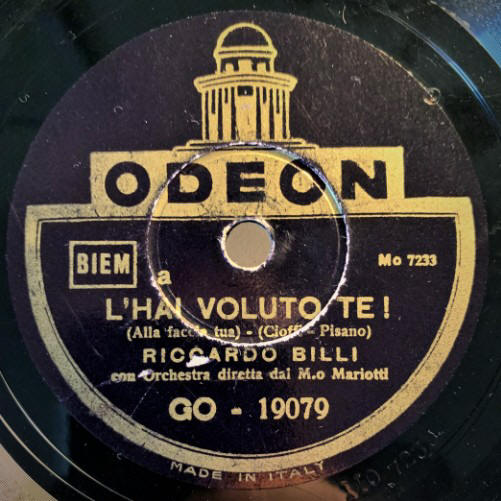 ODEON
BIEM
Mo 7233
a
L'HAI VOLUTO TE!
(Alla faccia tua) - (Cioffi - Pisano)
RICCARDO BILLI
con Orchestra diretta dal M.o Mariotti
GO - 19079
MADE IN ITALY